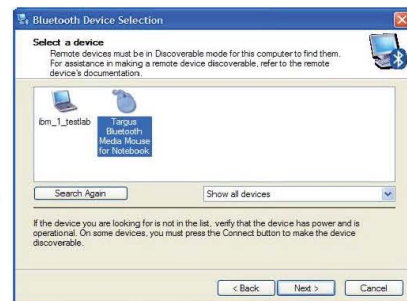 Bluetooth Device Selection
Select a device
Remote devices must be in Discoverable mode for this computer to find them.
For assistance in making a remote device discoverable, refer to the remote
device's documentation.
ibm_1_testlab
Targus
Bluetooth
Media Mouse
for Notebook
Search Again
Show all devices
If the device you are looking for is not in the list, verify that the device has power and is
operational. On some devices, you must press the Connect button to make the device
discoverable.
< Back
Next >
Cancel